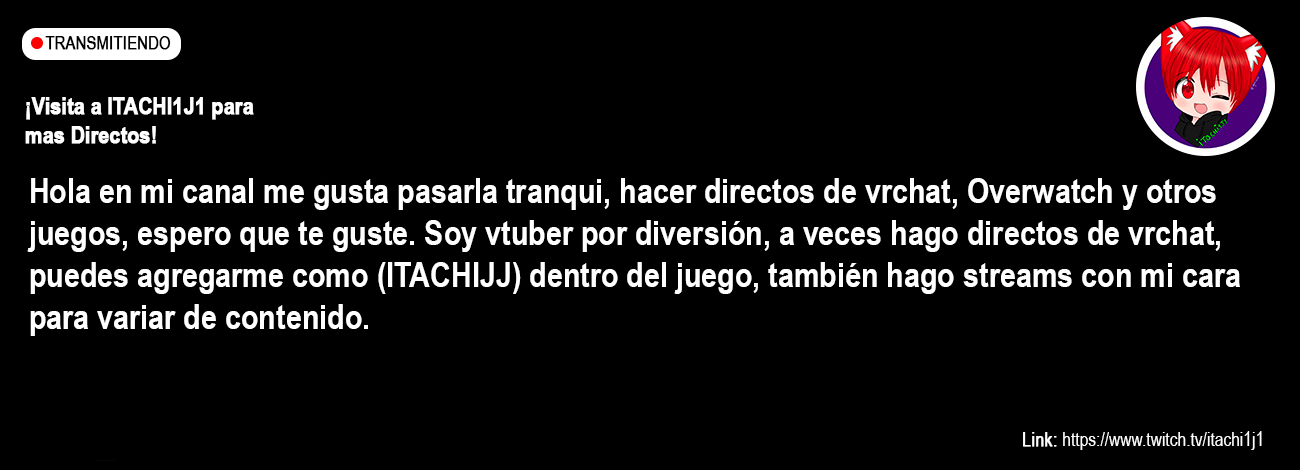 TRANSMITIENDO
¡Visita a ITACHI1J1 para
mas Directos!
Hola en mi canal me gusta pasarla tranqui, hacer directos de vrchat, Overwatch y otros
juegos, espero que te guste. Soy vtuber por diversión, a veces hago directos de vrchat,
puedes agregarme como (ITACHIJJ) dentro del juego, también hago streams con mi cara
para variar de contenido.
Link: https://www.twitch.tv/itachi1j1